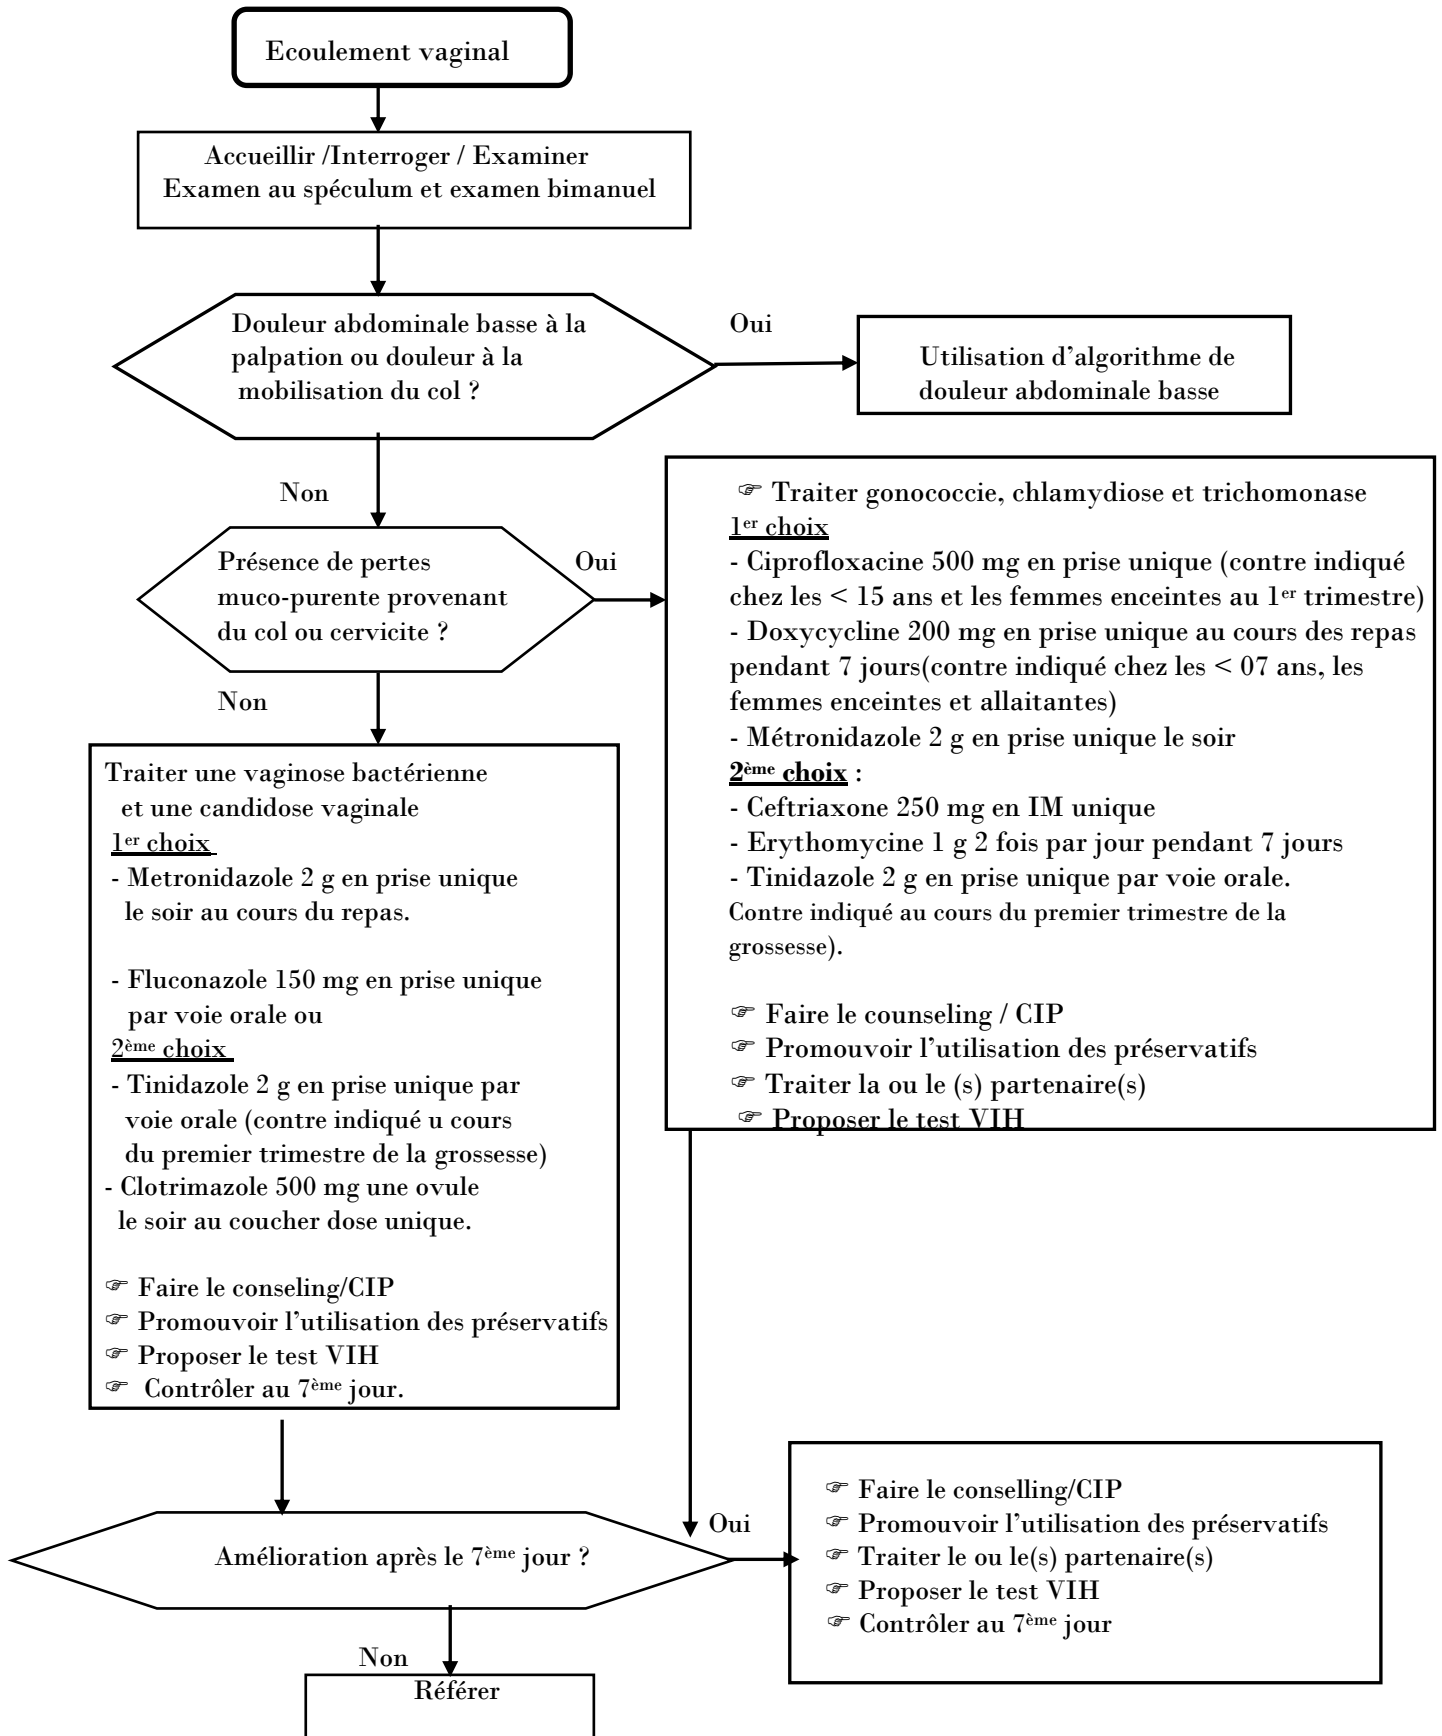 Ecoulement vaginal
Accueillir /Interroger / Examiner
Examen au spéculum et examen bimanuel
Douleur abdominale basse à la
palpation ou douleur à la
mobilisation du col ?
Oui
Utilisation d’algorithme de
douleur abdominale basse
Non
Présence de pertes
muco-purente provenant
du col ou cervicite ?
Oui
☞ Traiter gonococcie, chlamydiose et trichomonase
1er choix
- Ciprofloxacine 500 mg en prise unique (contre indiqué
chez les < 15 ans et les femmes enceintes au 1er trimestre)
- Doxycycline 200 mg en prise unique au cours des repas
pendant 7 jours(contre indiqué chez les < 07 ans, les
femmes enceintes et allaitantes)
- Métronidazole 2 g en prise unique le soir
2ème choix :
- Ceftriaxone 250 mg en IM unique
- Erythomycine 1 g 2 fois par jour pendant 7 jours
- Tinidazole 2 g en prise unique par voie orale.
Contre indiqué au cours du premier trimestre de la
grossesse).
☞ Faire le counseling / CIP
☞ Promouvoir l’utilisation des préservatifs
☞ Traiter la ou le (s) partenaire(s)
☞ Proposer le test VIH
Non
Traiter une vaginose bactérienne
et une candidose vaginale
1er choix
- Metronidazole 2 g en prise unique
le soir au cours du repas.
- Fluconazole 150 mg en prise unique
par voie orale ou
2ème choix
- Tinidazole 2 g en prise unique par
voie orale (contre indiqué u cours
du premier trimestre de la grossesse)
- Clotrimazole 500 mg une ovule
le soir au coucher dose unique.
☞ Faire le conseling/CIP
☞ Promouvoir l’utilisation des préservatifs
☞ Proposer le test VIH
☞ Contrôler au 7ème jour.
Amélioration après le 7ème jour ?
Oui
☞ Faire le conselling/CIP
☞ Promouvoir l’utilisation des préservatifs
☞ Traiter le ou le(s) partenaire(s)
☞ Proposer le test VIH
☞ Contrôler au 7ème jour
Non
Référer